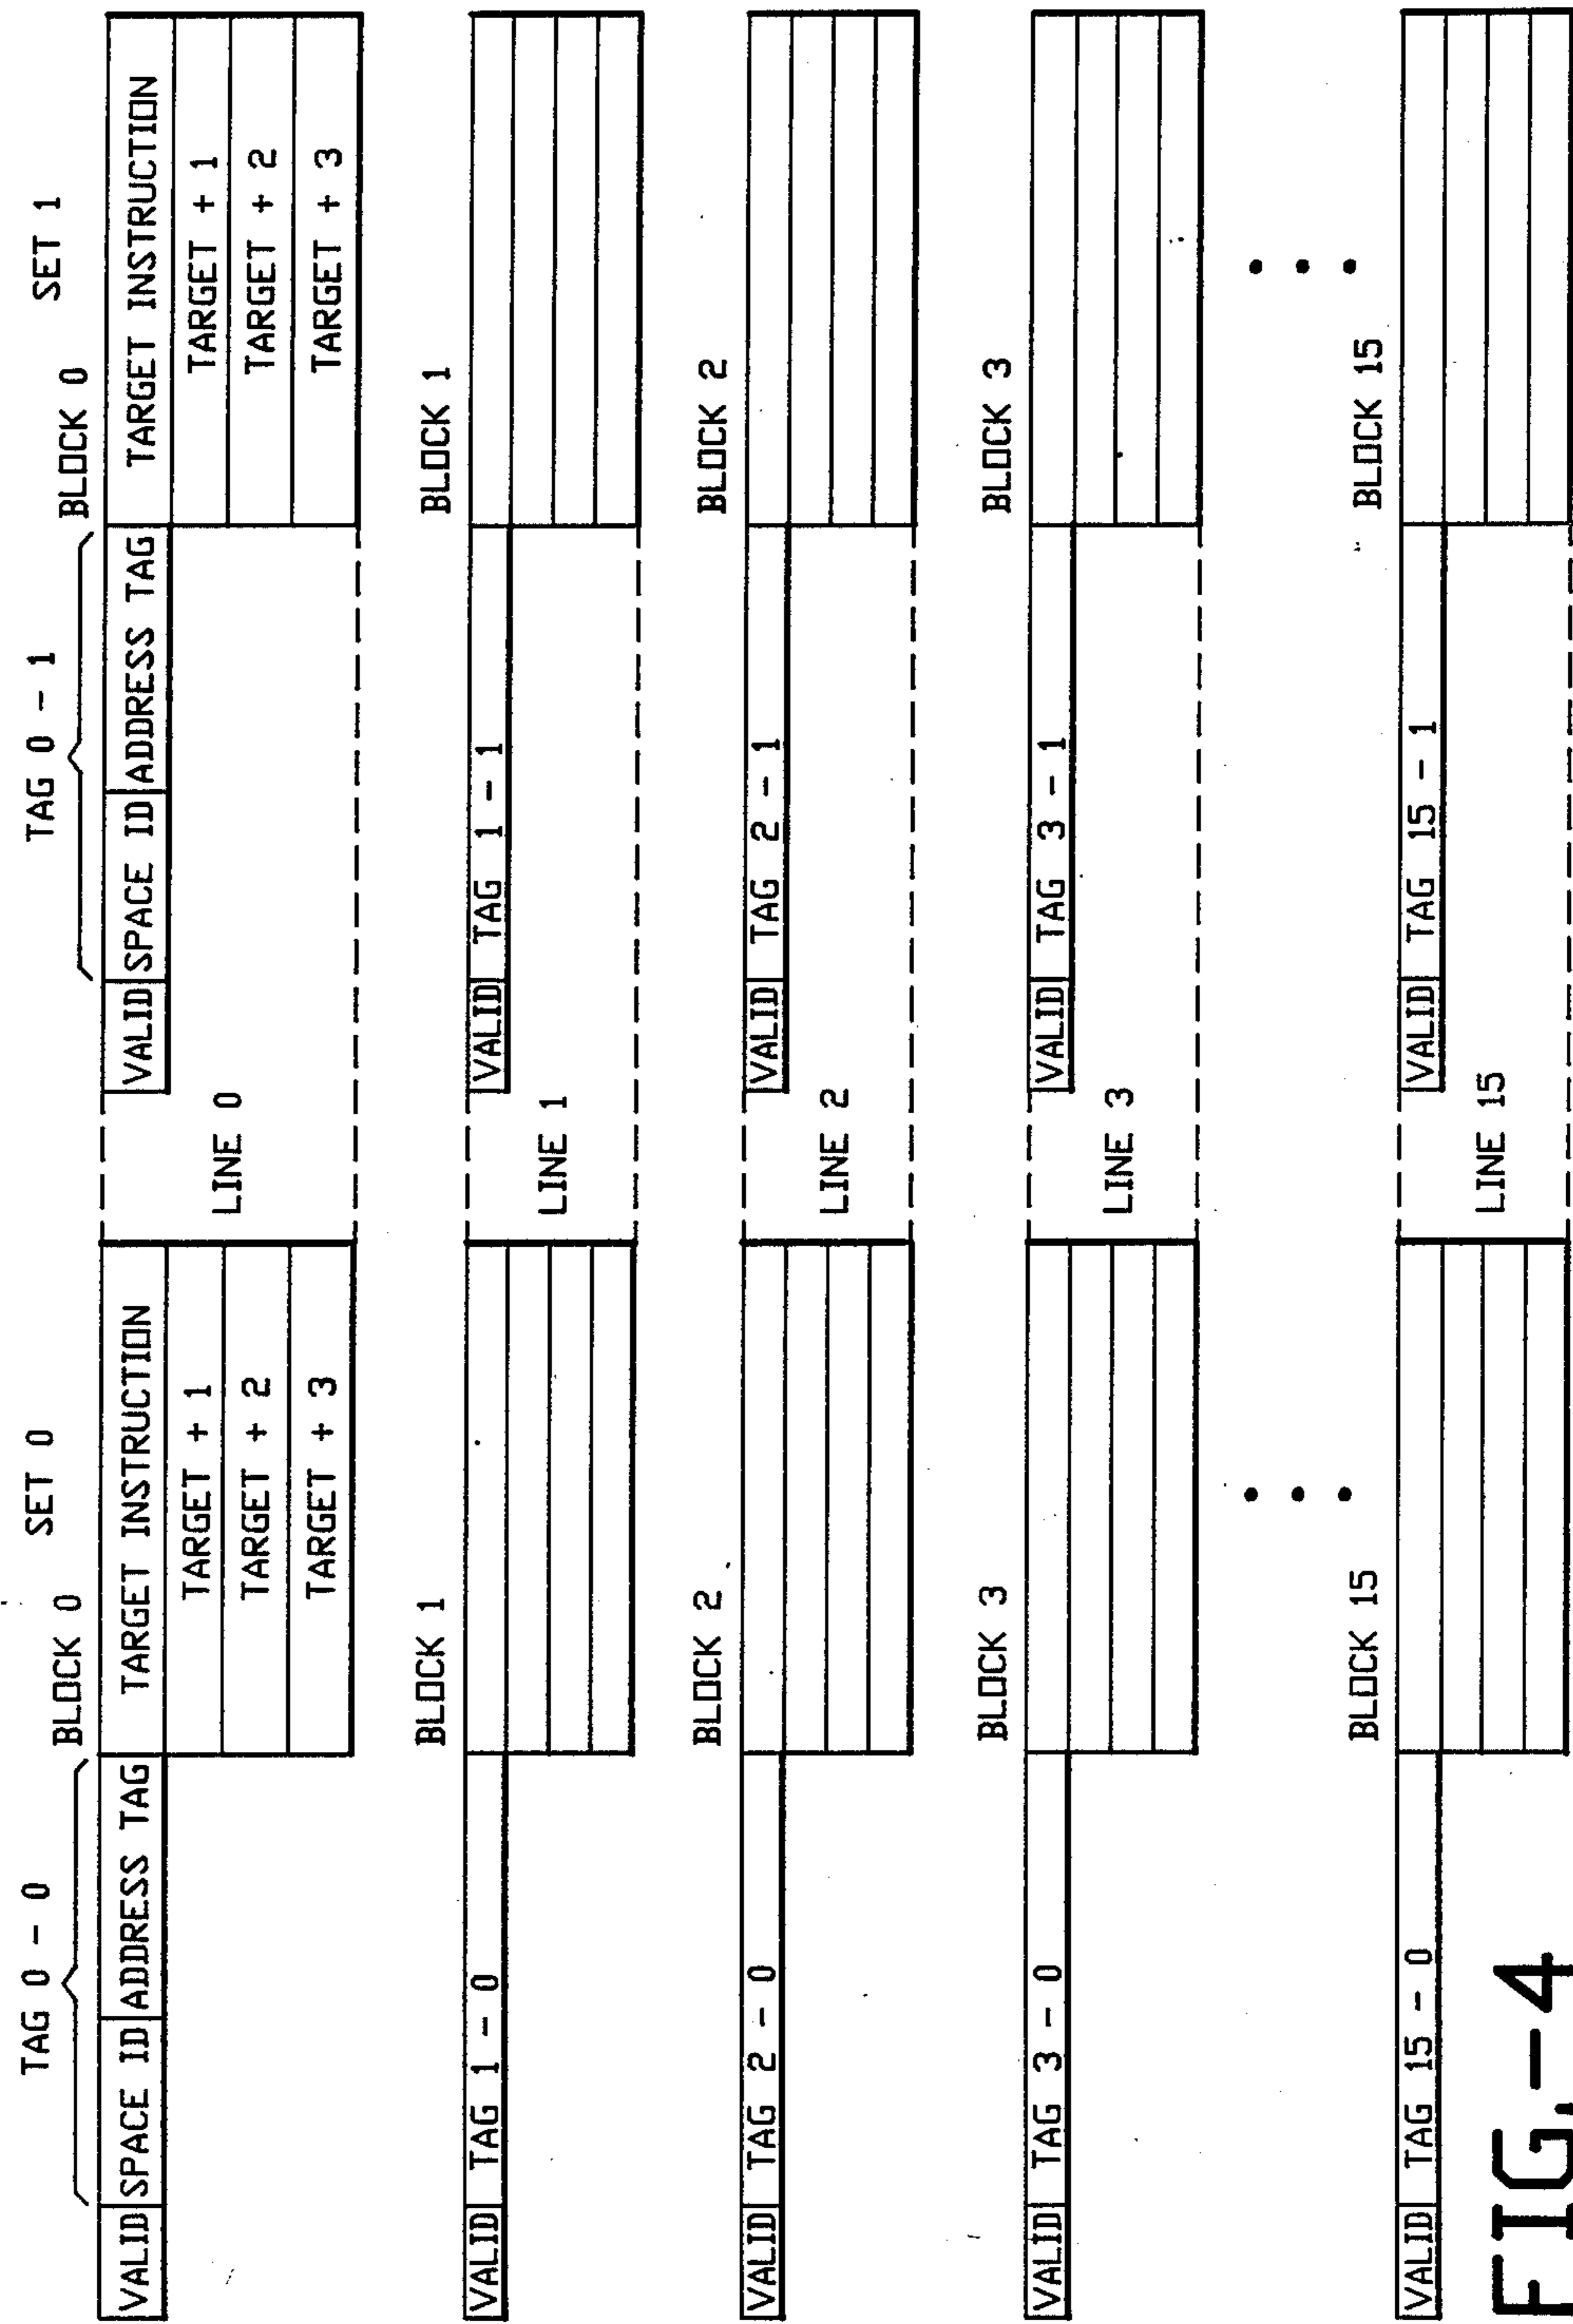 TAG 0 - 0 SET 0 TAG 0 - 1 SET 1
BLOCK 0 BLOCK 0
VALID SPACE ID ADDRESS TAG TARGET INSTRUCTION VALID SPACE ID ADDRESS TAG TARGET INSTRUCTION
TARGET + 1 TARGET + 1
LINE 0
TARGET + 2 TARGET + 2
TARGET + 3 TARGET + 3
BLOCK 1 BLOCK 1
VALID TAG 1 - 0 VALID TAG 1 - 1
LINE 1
BLOCK 2 BLOCK 2
VALID TAG 2 - 0 VALID TAG 2 - 1
LINE 2
BLOCK 3 BLOCK 3
VALID TAG 3 - 0 VALID TAG 3 - 1
LINE 3
BLOCK 15 BLOCK 15
VALID TAG 15 - 0 VALID TAG 15 - 1
LINE 15
FIG.-4